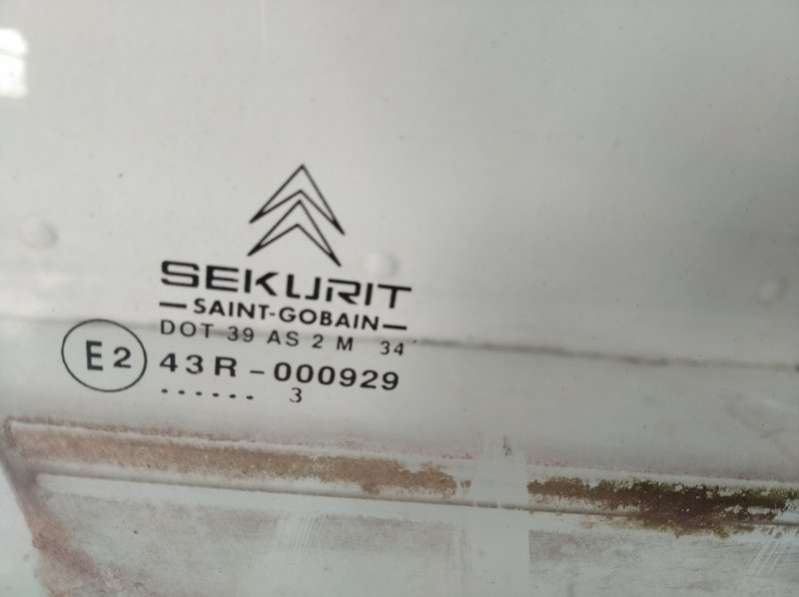 SEKURIT
SAINT-GOBAIN
DOT 39 AS 2 M 34
E2 43R-000929
...... 3